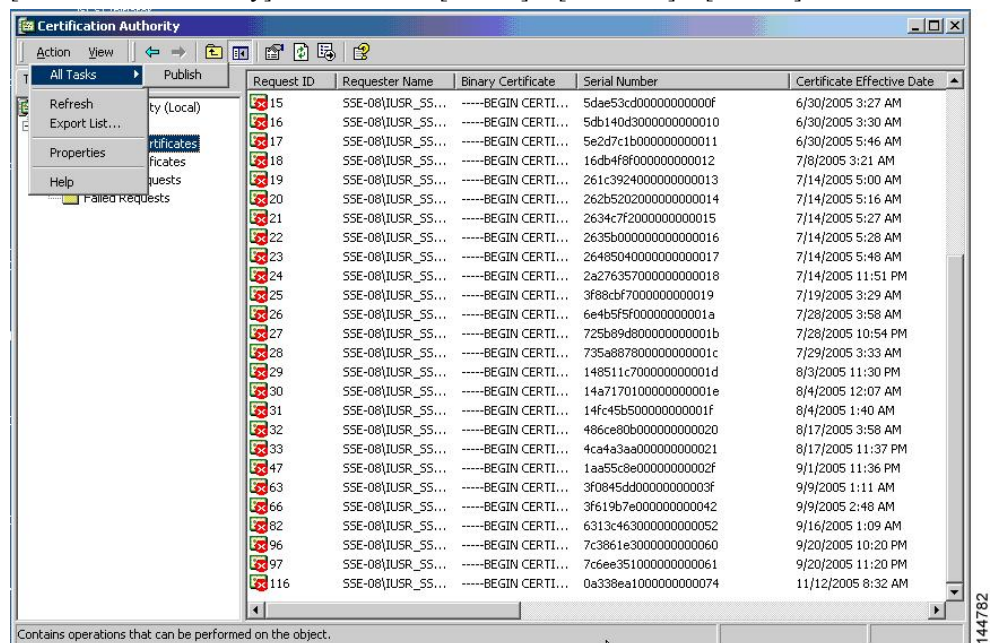 Certification Authority
Action View
All Tasks Publish
Refresh
Export List...
Properties
Help
ty (Local)
rtificates
ficates
quests
Failed Requests
Request ID Requester Name Binary Certificate Serial Number Certificate Effective Date
15 SSE-08\IUSR_SS... -----BEGIN CERTI... 5dae53cd00000000000f 6/30/2005 3:27 AM
16 SSE-08\IUSR_SS... -----BEGIN CERTI... 5db140d3000000000010 6/30/2005 3:30 AM
17 SSE-08\IUSR_SS... -----BEGIN CERTI... 5e2d7c1b000000000011 6/30/2005 5:46 AM
18 SSE-08\IUSR_SS... -----BEGIN CERTI... 16db4f8f000000000012 7/8/2005 3:21 AM
19 SSE-08\IUSR_SS... -----BEGIN CERTI... 261c3924000000000013 7/14/2005 5:00 AM
20 SSE-08\IUSR_SS... -----BEGIN CERTI... 262b5202000000000014 7/14/2005 5:16 AM
21 SSE-08\IUSR_SS... -----BEGIN CERTI... 2634c7f2000000000015 7/14/2005 5:27 AM
22 SSE-08\IUSR_SS... -----BEGIN CERTI... 2635b000000000000016 7/14/2005 5:28 AM
23 SSE-08\IUSR_SS... -----BEGIN CERTI... 26485040000000000017 7/14/2005 5:48 AM
24 SSE-08\IUSR_SS... -----BEGIN CERTI... 2a276357000000000018 7/14/2005 11:51 PM
25 SSE-08\IUSR_SS... -----BEGIN CERTI... 3f88cbf7000000000019 7/19/2005 3:29 AM
26 SSE-08\IUSR_SS... -----BEGIN CERTI... 6e4b5f5f00000000001a 7/28/2005 3:58 AM
27 SSE-08\IUSR_SS... -----BEGIN CERTI... 725b89d800000000001b 7/28/2005 10:54 PM
28 SSE-08\IUSR_SS... -----BEGIN CERTI... 735a887800000000001c 7/29/2005 3:33 AM
29 SSE-08\IUSR_SS... -----BEGIN CERTI... 148511c700000000001d 8/3/2005 11:30 PM
30 SSE-08\IUSR_SS... -----BEGIN CERTI... 14a7170100000000001e 8/4/2005 12:07 AM
31 SSE-08\IUSR_SS... -----BEGIN CERTI... 14fc45b500000000001f 8/4/2005 1:40 AM
32 SSE-08\IUSR_SS... -----BEGIN CERTI... 486ce80b000000000020 8/17/2005 3:58 AM
33 SSE-08\IUSR_SS... -----BEGIN CERTI... 4ca4a3aa000000000021 8/17/2005 11:37 PM
47 SSE-08\IUSR_SS... -----BEGIN CERTI... 1aa55c8e00000000002f 9/1/2005 11:36 PM
63 SSE-08\IUSR_SS... -----BEGIN CERTI... 3f0845dd00000000003f 9/9/2005 1:11 AM
66 SSE-08\IUSR_SS... -----BEGIN CERTI... 3f619b7e000000000042 9/9/2005 2:48 AM
82 SSE-08\IUSR_SS... -----BEGIN CERTI... 6313c463000000000052 9/16/2005 1:09 AM
96 SSE-08\IUSR_SS... -----BEGIN CERTI... 7c3861e3000000000060 9/20/2005 10:20 PM
97 SSE-08\IUSR_SS... -----BEGIN CERTI... 7c6ee351000000000061 9/20/2005 11:20 PM
116 SSE-08\IUSR_SS... -----BEGIN CERTI... 0a338ea1000000000074 11/12/2005 8:32 AM
Contains operations that can be performed on the object.
144782